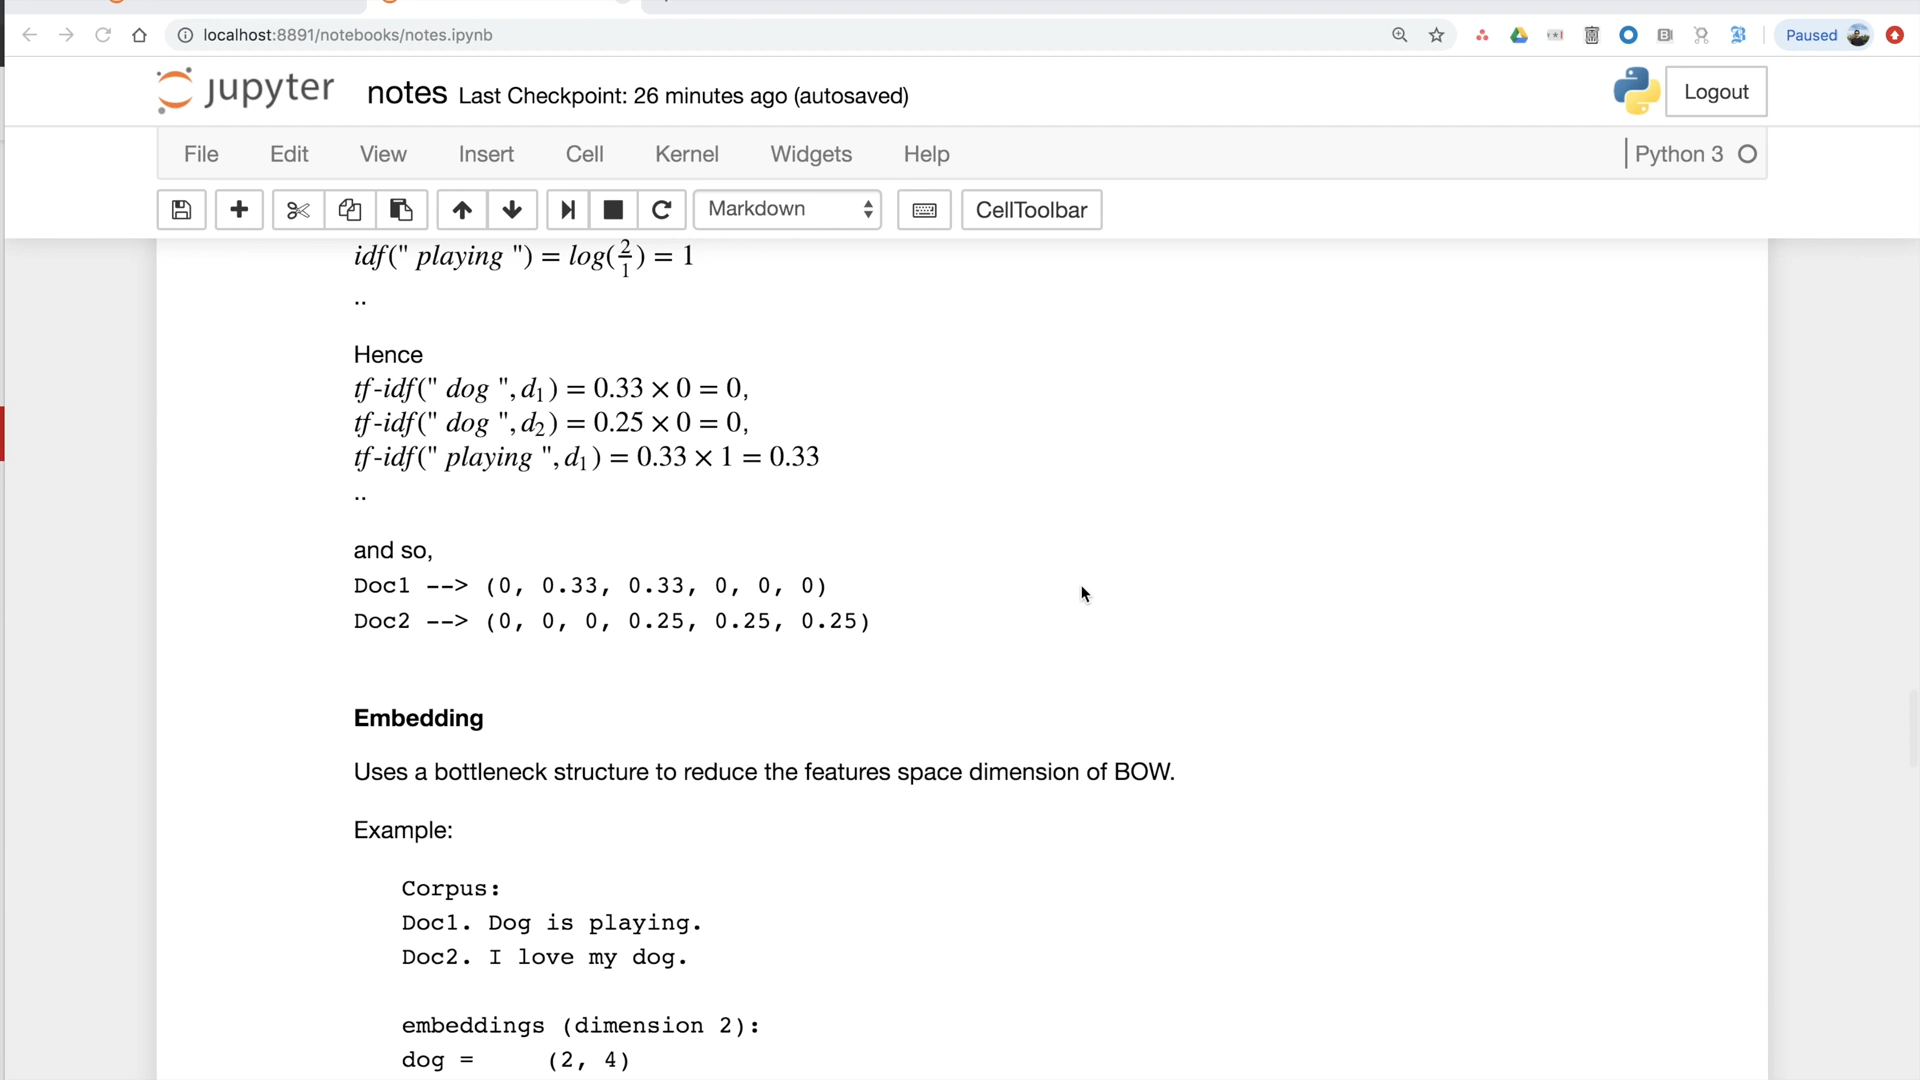 localhost:8891/notebooks/notes.ipynb
Paused
jupyter notes Last Checkpoint: 26 minutes ago (autosaved)
Logout
File Edit View Insert Cell Kernel Widgets Help
Python 3
Markdown
CellToolbar
idf(" playing ") = log(2/1) = 1
..
Hence
tf-idf(" dog ", d₁) = 0.33 × 0 = 0,
tf-idf(" dog ", d₂) = 0.25 × 0 = 0,
tf-idf(" playing ", d₁) = 0.33 × 1 = 0.33
..
and so,
Doc1 --> (0, 0.33, 0.33, 0, 0, 0)
Doc2 --> (0, 0, 0, 0.25, 0.25, 0.25)
Embedding
Uses a bottleneck structure to reduce the features space dimension of BOW.
Example:
Corpus:
Doc1. Dog is playing.
Doc2. I love my dog.
embeddings (dimension 2):
dog = (2, 4)